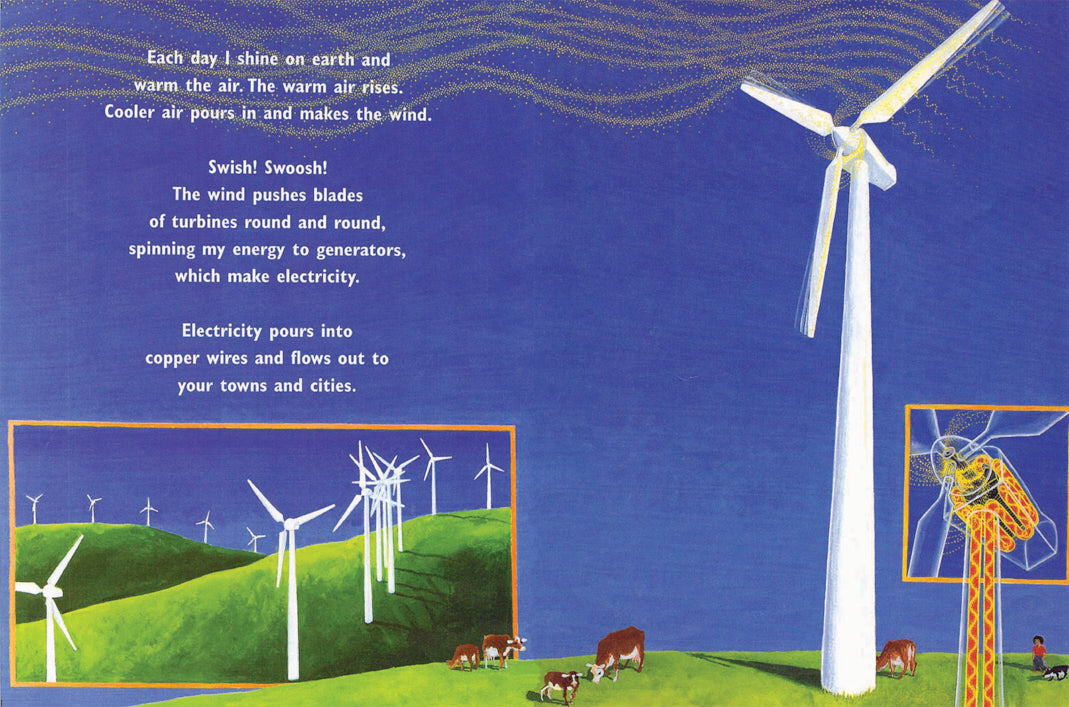 Each day I shine on earth and
warm the air. The warm air rises.
Cooler air pours in and makes the wind.
Swish! Swoosh!
The wind pushes blades
of turbines round and round,
spinning my energy to generators,
which make electricity.
Electricity pours into
copper wires and flows out to
your towns and cities.